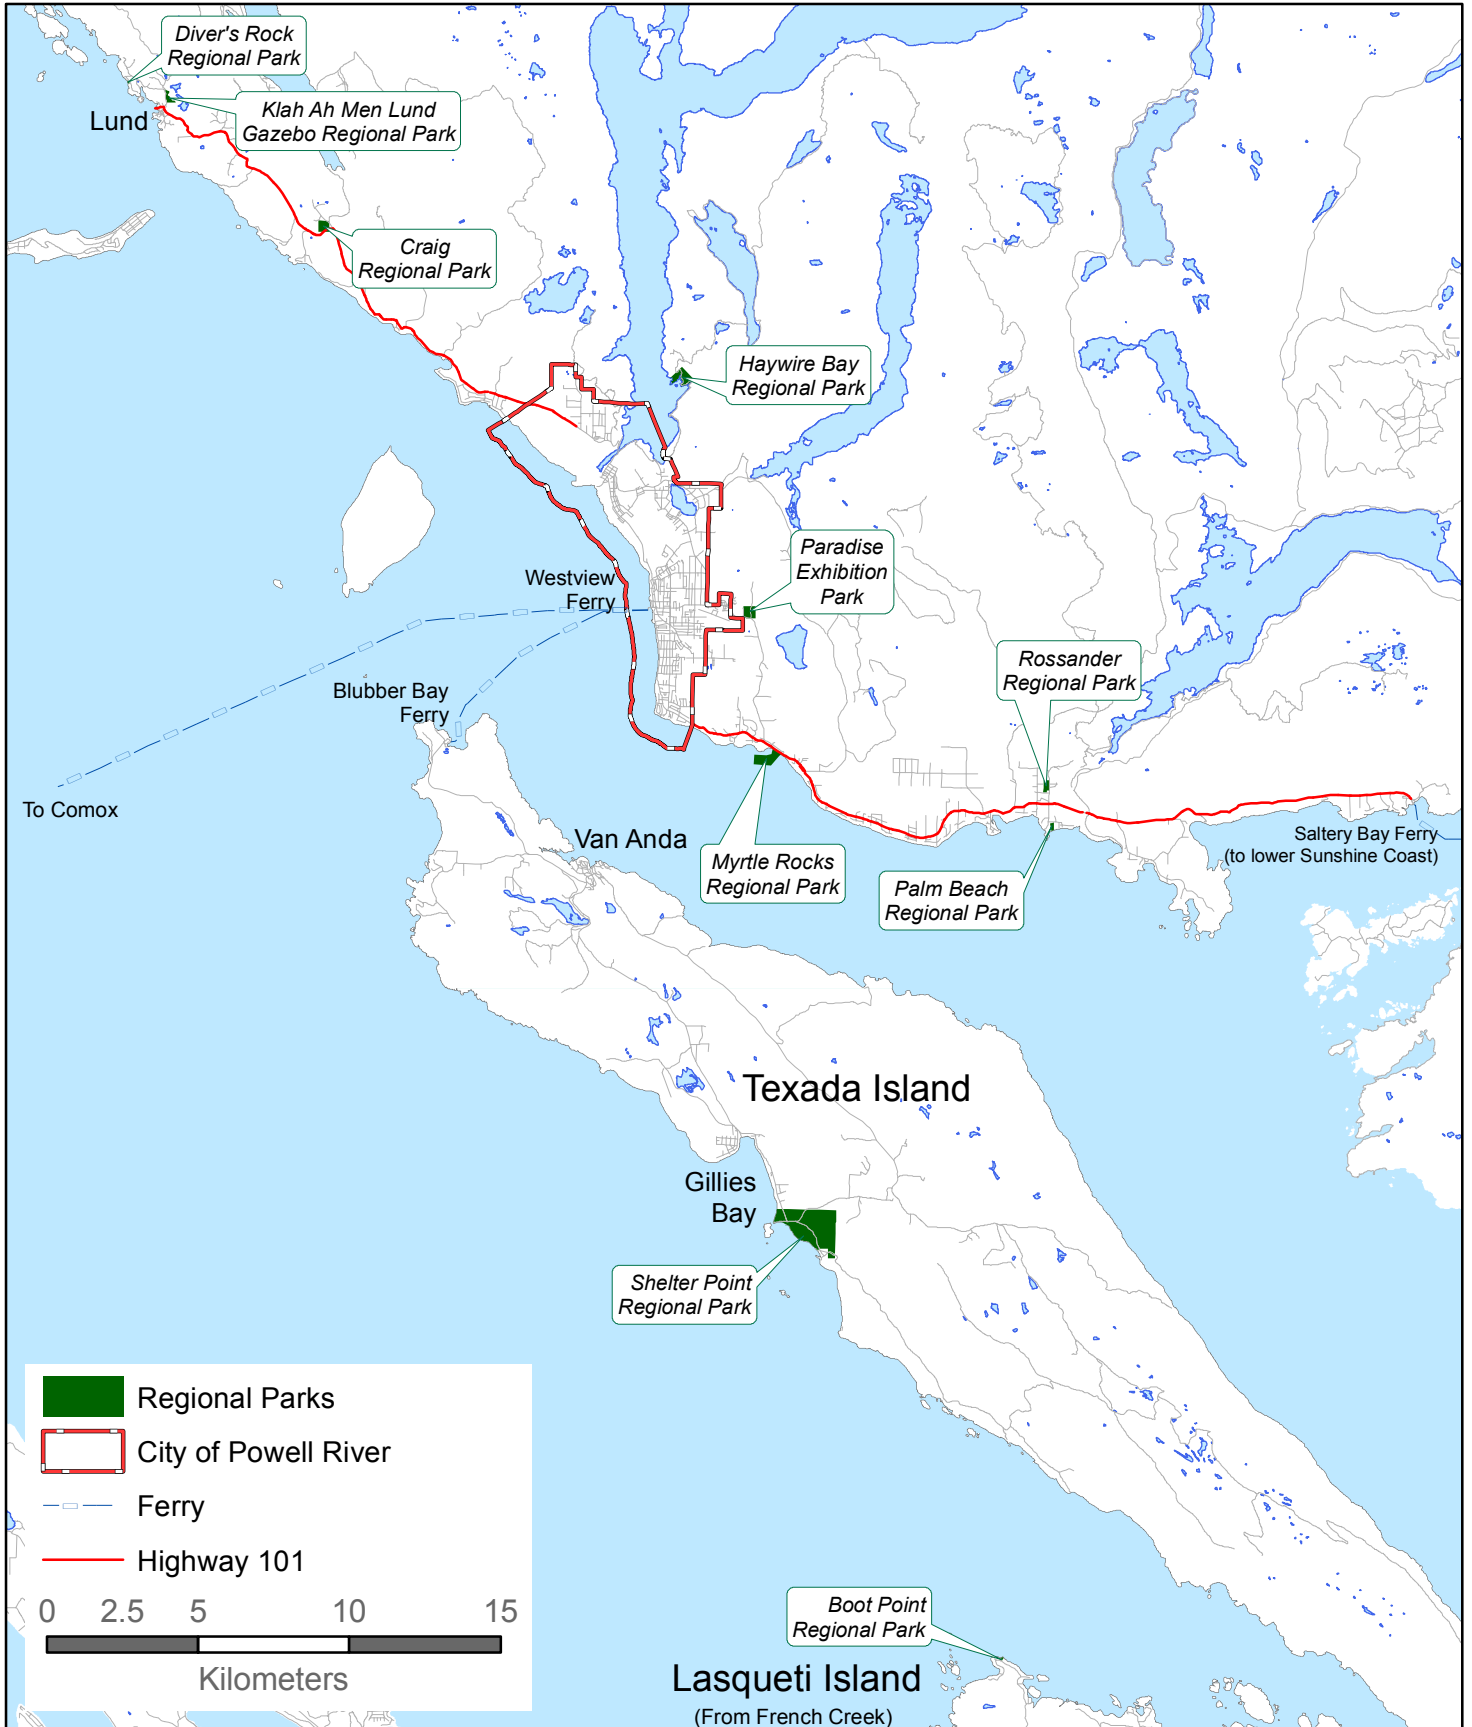 Diver's Rock
Regional Park
Klah Ah Men Lund
Gazebo Regional Park
Lund
Craig
Regional Park
Haywire Bay
Regional Park
Paradise
Exhibition
Park
Westview
Ferry
Rossander
Regional Park
Blubber Bay
Ferry
To Comox
Van Anda
Myrtle Rocks
Regional Park
Palm Beach
Regional Park
Saltery Bay Ferry
(to lower Sunshine Coast)
Texada Island
Gillies
Bay
Shelter Point
Regional Park
Regional Parks
City of Powell River
Ferry
Highway 101
0 2.5 5 10 15
Kilometers
Boot Point
Regional Park
Lasqueti Island
(From French Creek)